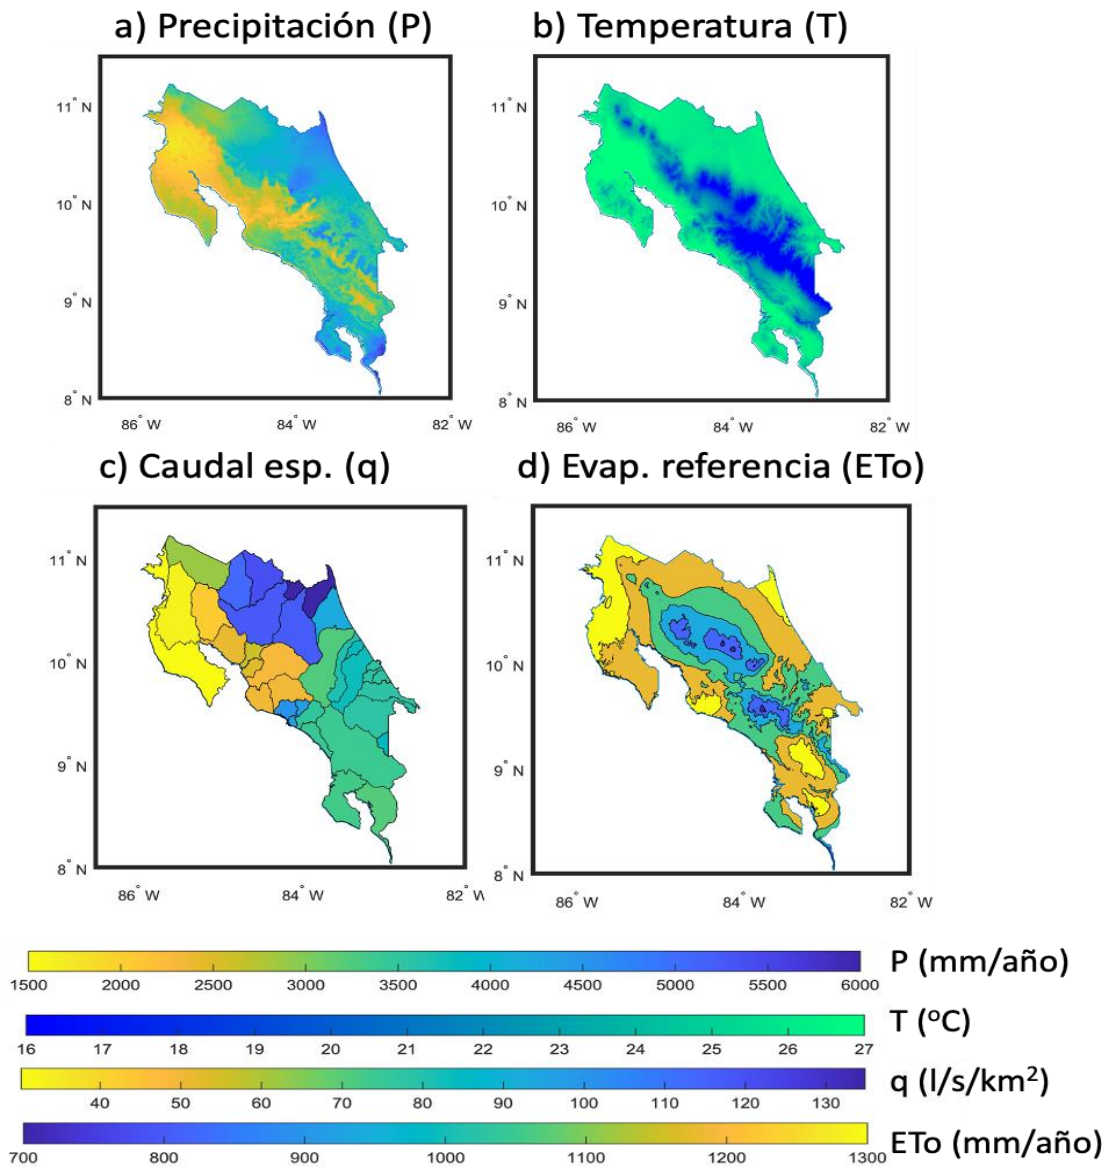 a) Precipitación (P)
b) Temperatura (T)
11° N
10° N
9° N
8° N
86° W
84° W
82° W
11° N
10° N
9° N
8° N
86° W
84° W
82° W
c) Caudal esp. (q)
d) Evap. referencia (ETo)
11° N
10° N
9° N
8° N
86° W
84° W
82° W
11° N
10° N
9° N
8° N
86° W
84° W
82° W
1500 2000 2500 3000 3500 4000 4500 5000 5500 6000
P (mm/año)
16 17 18 19 20 21 22 23 24 25 26 27
T (ºC)
40 50 60 70 80 90 100 110 120 130
q (l/s/km²)
700 800 900 1000 1100 1200 1300
ETo (mm/año)